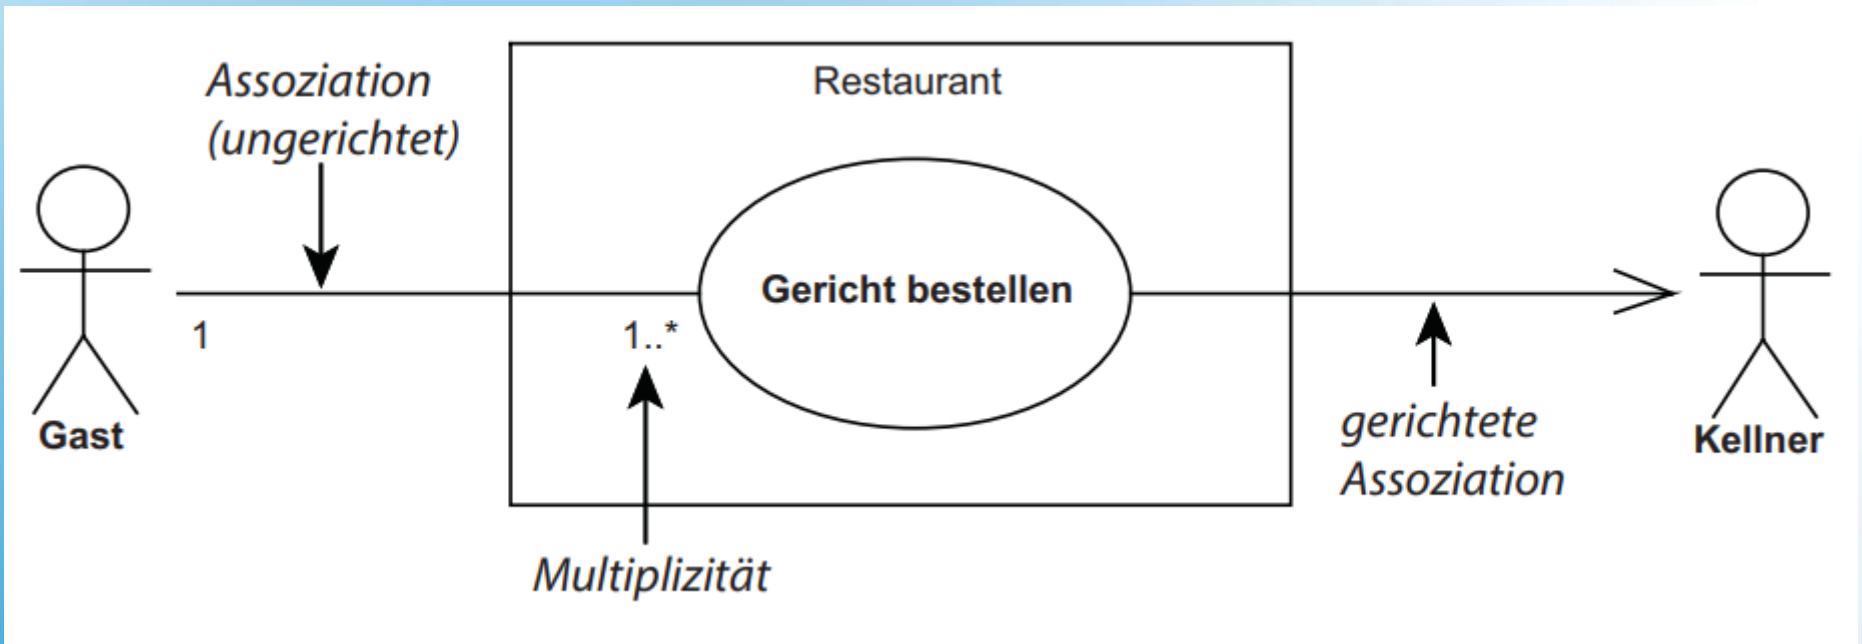 Assoziation
(ungerichtet)
Restaurant
Gericht bestellen
1
1..*
Gast
gerichtete
Assoziation
Kellner
Multiplizität